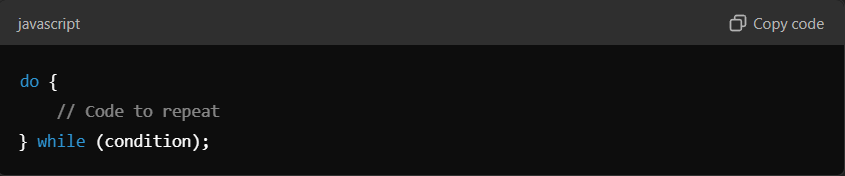 javascript
Copy code
do {
    // Code to repeat
} while (condition);